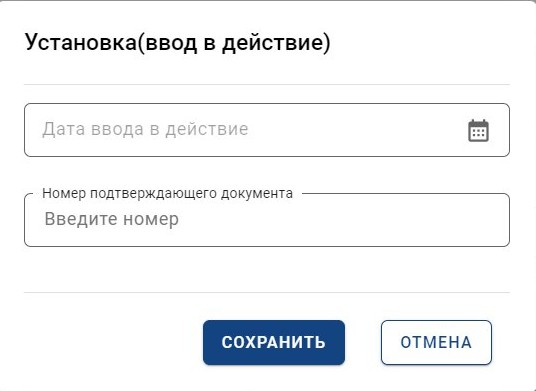 Установка(ввод в действие)
Дата ввода в действие
Номер подтверждающего документа
Введите номер
СОХРАНИТЬ
ОТМЕНА